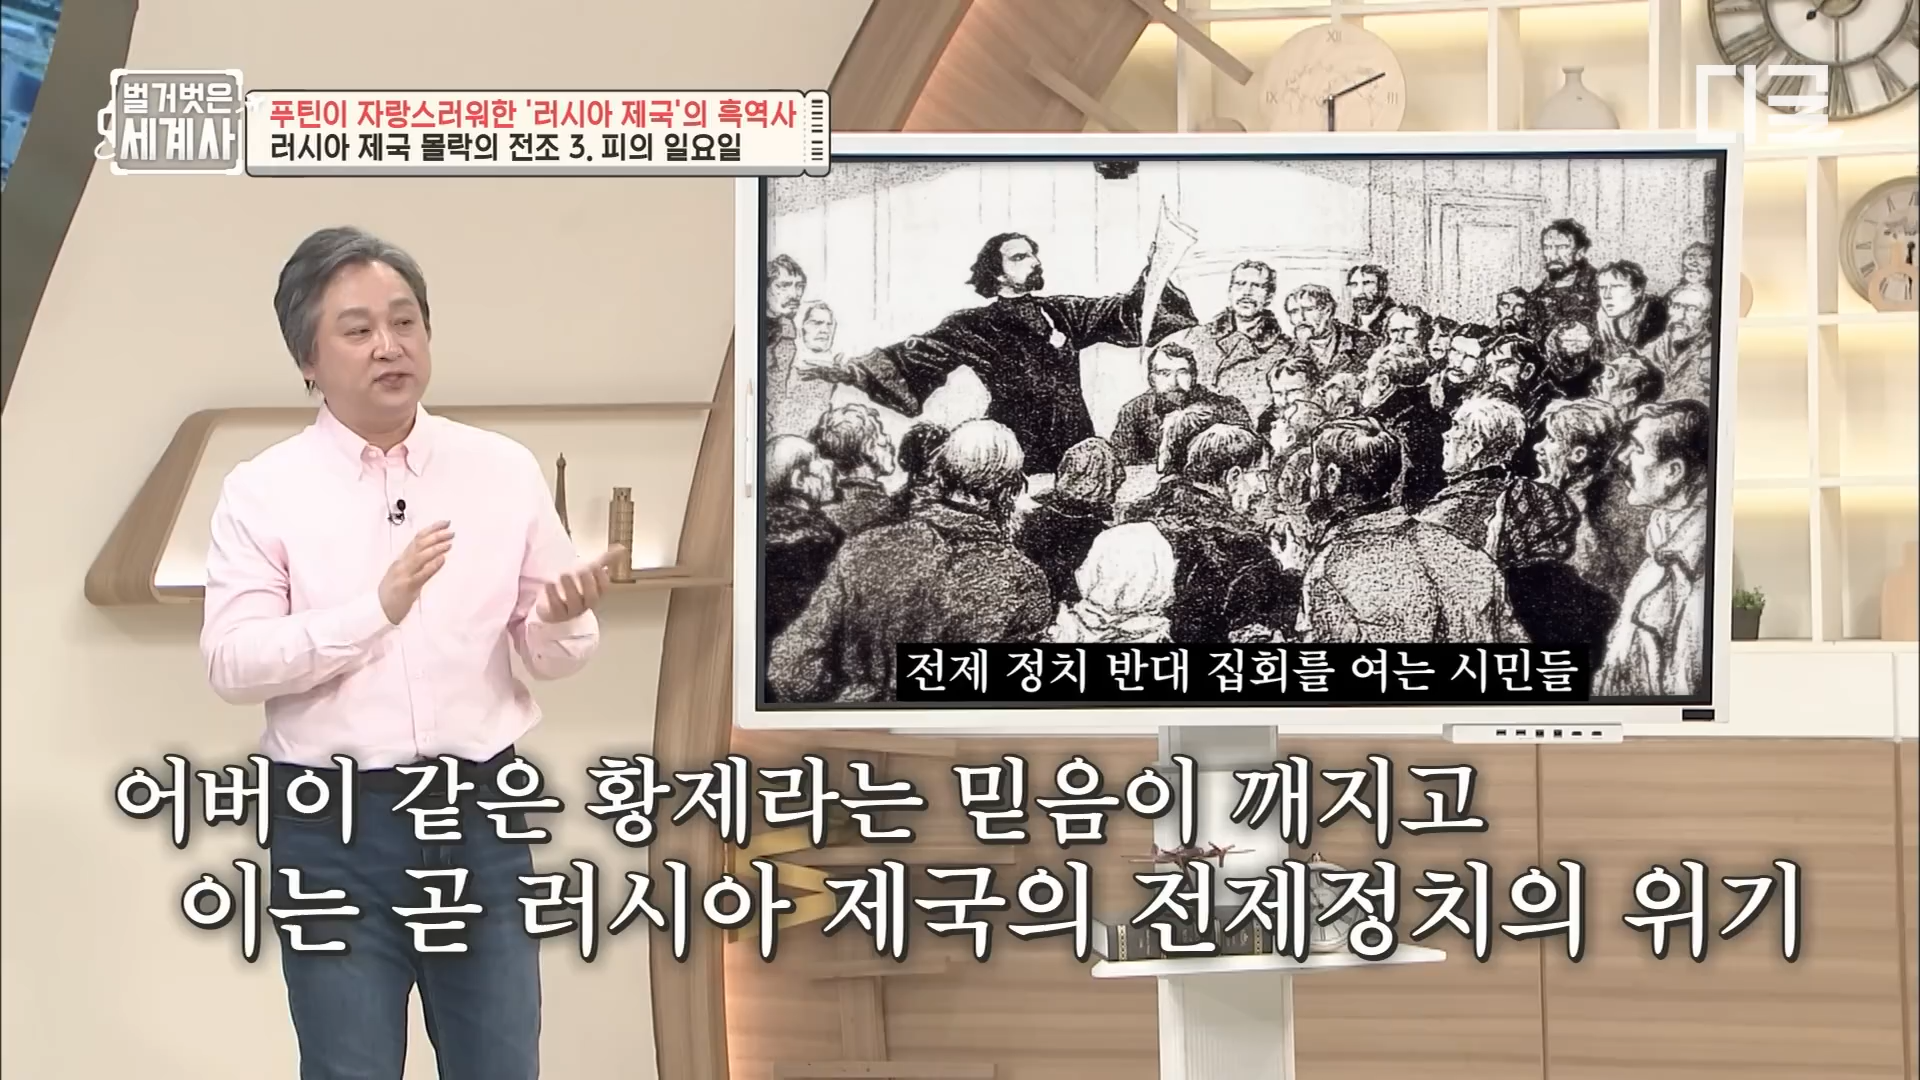 벌거벗은
세계사
푸틴이 자랑스러워한 '러시아 제국'의 흑역사
러시아 제국 몰락의 전조 3. 피의 일요일
디글
XII
전제 정치 반대 집회를 여는 시민들
어버이 같은 황제라는 믿음이 깨지고
이는 곧 러시아 제국의 전제정치의 위기